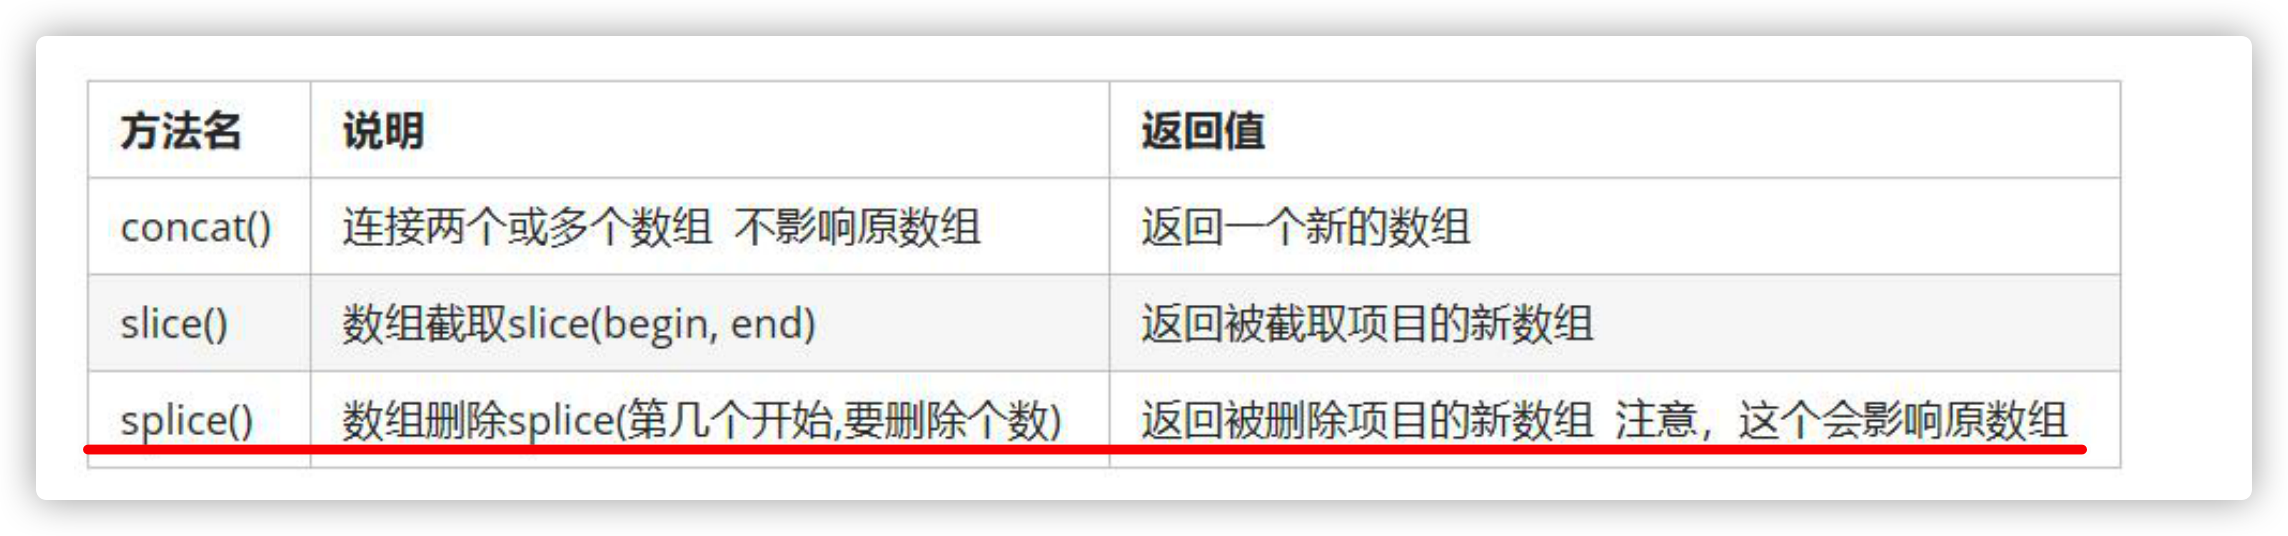 方法名 说明 返回值
concat() 连接两个或多个数组 不影响原数组 返回一个新的数组
slice() 数组截取slice(begin, end) 返回被截取项目的新数组
splice() 数组删除splice(第几个开始,要删除个数) 返回被删除项目的新数组 注意，这个会影响原数组